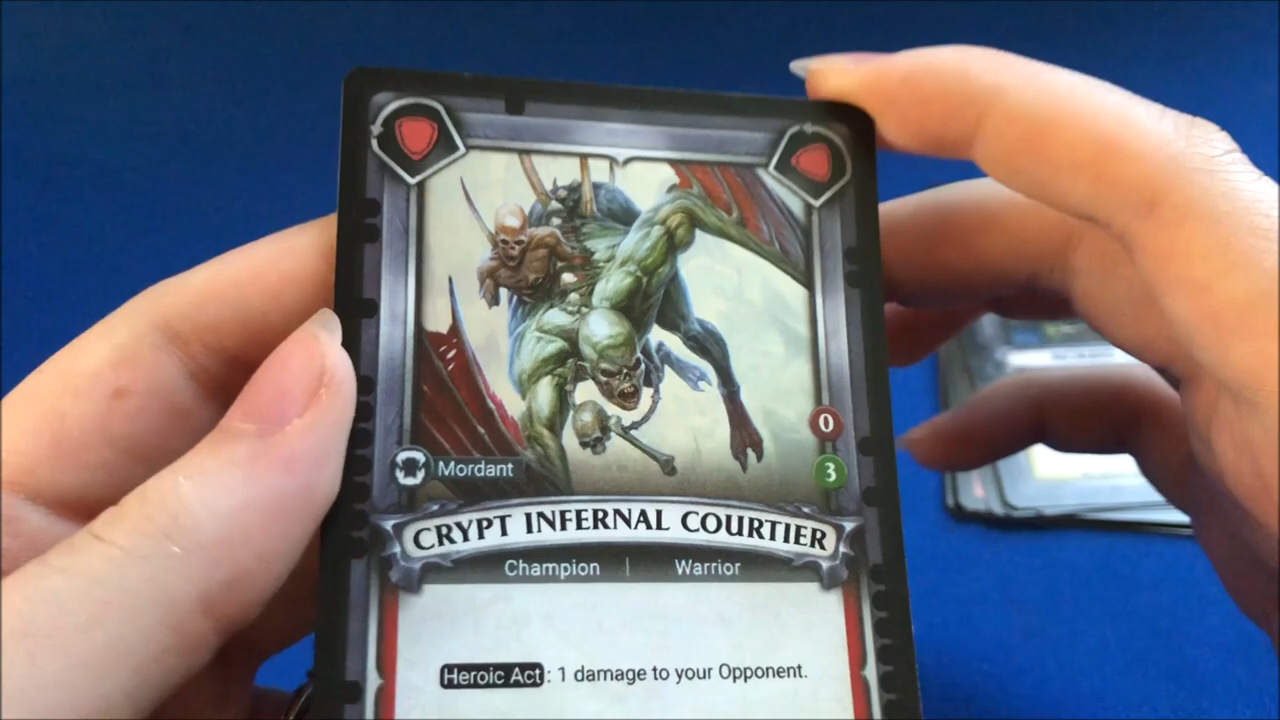 0
3
Mordant
CRYPT INFERNAL COURTIER
Champion | Warrior
Heroic Act: 1 damage to your Opponent.